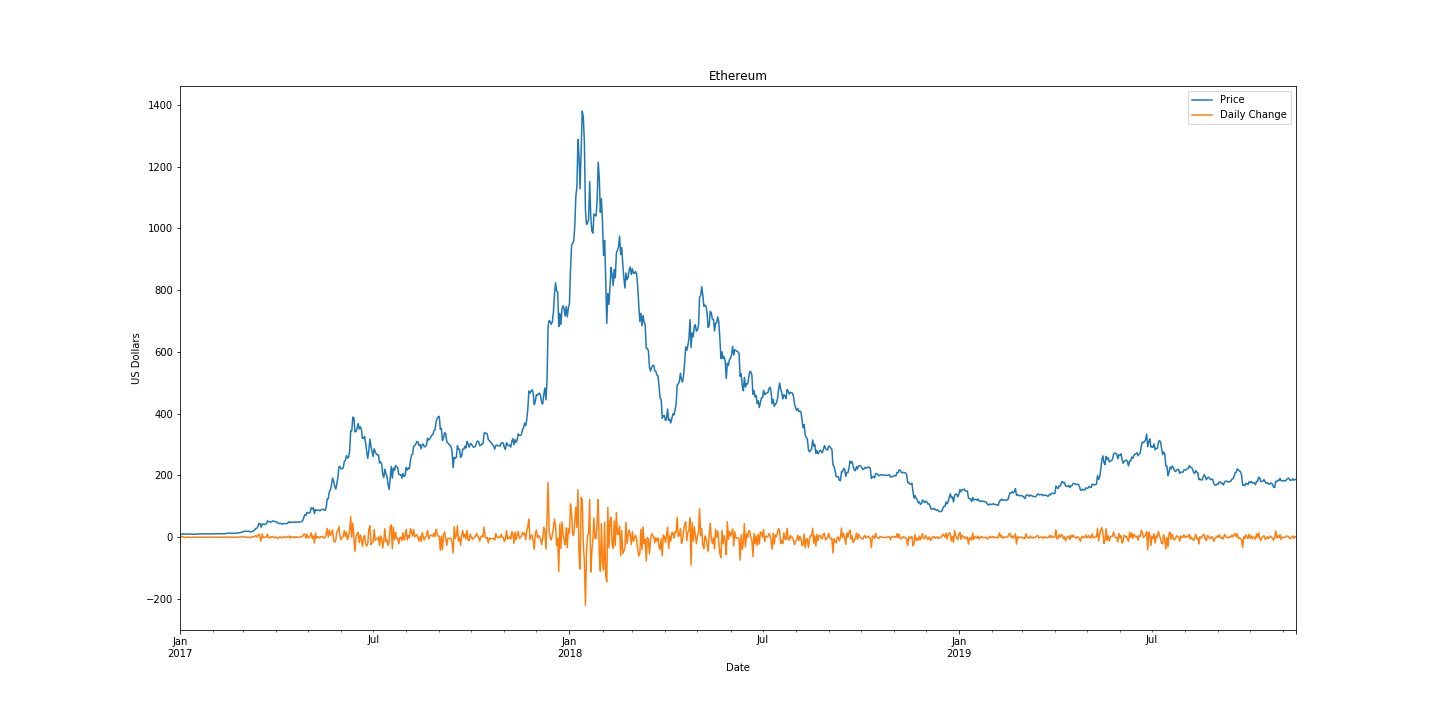 Ethereum
Price
Daily Change
1400
1200
1000
800
600
400
200
0
−200
US Dollars
Jan Jul Jan Jul Jan Jul
2017 2018 2019
Date